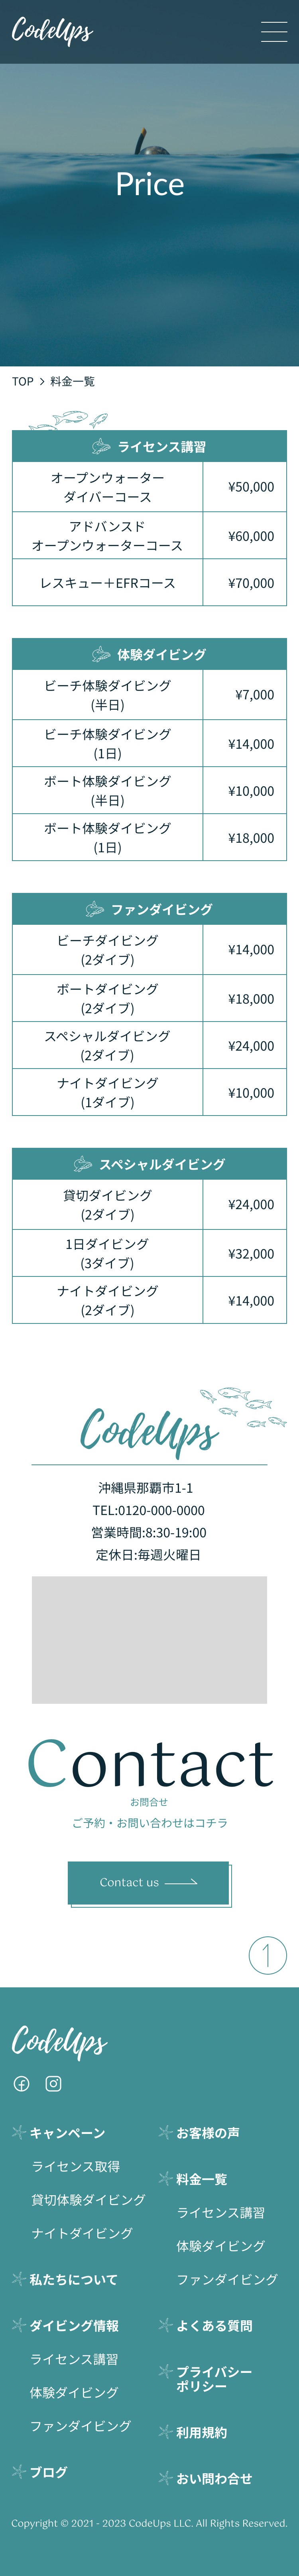 CodeUps
Price
TOP > 料金一覧
ライセンス講習
オープンウォーター
ダイバーコース
¥50,000
アドバンスド
オープンウォーターコース
¥60,000
レスキュー＋EFRコース
¥70,000
体験ダイビング
ビーチ体験ダイビング
(半日)
¥7,000
ビーチ体験ダイビング
(1日)
¥14,000
ボート体験ダイビング
(半日)
¥10,000
ボート体験ダイビング
(1日)
¥18,000
ファンダイビング
ビーチダイビング
(2ダイブ)
¥14,000
ボートダイビング
(2ダイブ)
¥18,000
スペシャルダイビング
(2ダイブ)
¥24,000
ナイトダイビング
(1ダイブ)
¥10,000
スペシャルダイビング
貸切ダイビング
(2ダイブ)
¥24,000
1日ダイビング
(3ダイブ)
¥32,000
ナイトダイビング
(2ダイブ)
¥14,000
CodeUps
沖縄県那覇市1-1
TEL:0120-000-0000
営業時間:8:30-19:00
定休日:毎週火曜日
Contact
お問合せ
ご予約・お問い合わせはコチラ
Contact us
CodeUps
キャンペーン
ライセンス取得
貸切体験ダイビング
ナイトダイビング
私たちについて
ダイビング情報
ライセンス講習
体験ダイビング
ファンダイビング
ブログ
お客様の声
料金一覧
ライセンス講習
体験ダイビング
ファンダイビング
よくある質問
プライバシー
ポリシー
利用規約
おい問わ合せ
Copyright © 2021 - 2023 CodeUps LLC. All Rights Reserved.